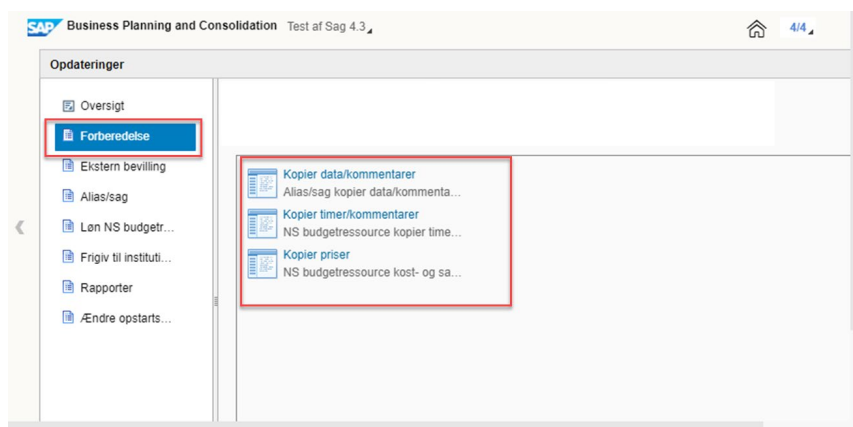 SAP Business Planning and Consolidation Test af Sag 4.3
4/4
Opdateringer
Oversigt
Forberedelse
Ekstern bevilling
Alias/sag
Løn NS budgetr...
Frigiv til instituti...
Rapporter
Ændre opstarts...
Kopier data/kommentarer
Alias/sag kopier data/kommenta...
Kopier timer/kommentarer
NS budgetressource kopier time...
Kopier priser
NS budgetressource kost- og sa...